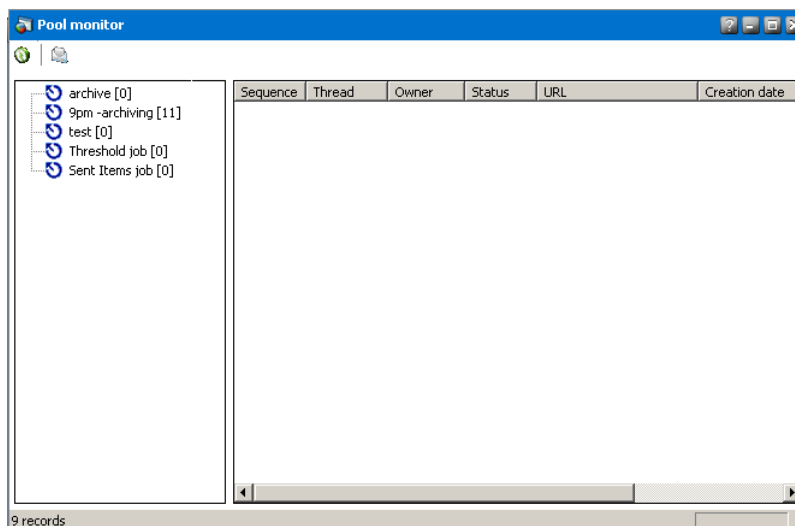 Pool monitor
archive [0]
9pm -archiving [11]
test [0]
Threshold job [0]
Sent Items job [0]
Sequence Thread Owner Status URL Creation date
9 records